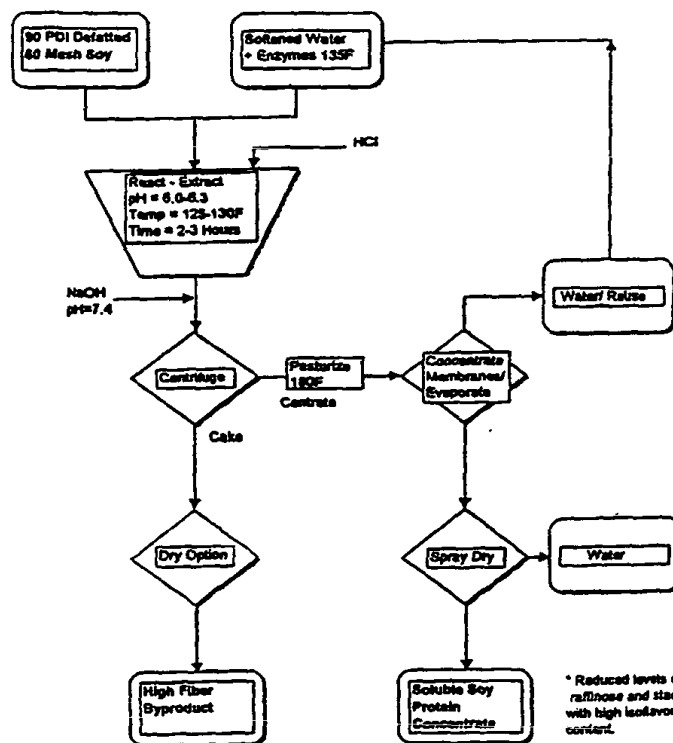 90 PDI Defatted
80 Mesh Soy
Softened Water
+ Enzymes 135F
HCl
React - Extract
pH = 6.0-6.3
Temp = 125-130F
Time = 2-3 Hours
NaOH
pH=7.4
Water/ Reuse
Centrifuge
Pasturize
180F
Centrate
Concentrate
Membranes/
Evaporate
Cake
Dry Option
Spray Dry
Water
High Fiber
Byproduct
Soluble Soy
Protein
Concentrate
* Reduced levels
raffinose and
with high
content.